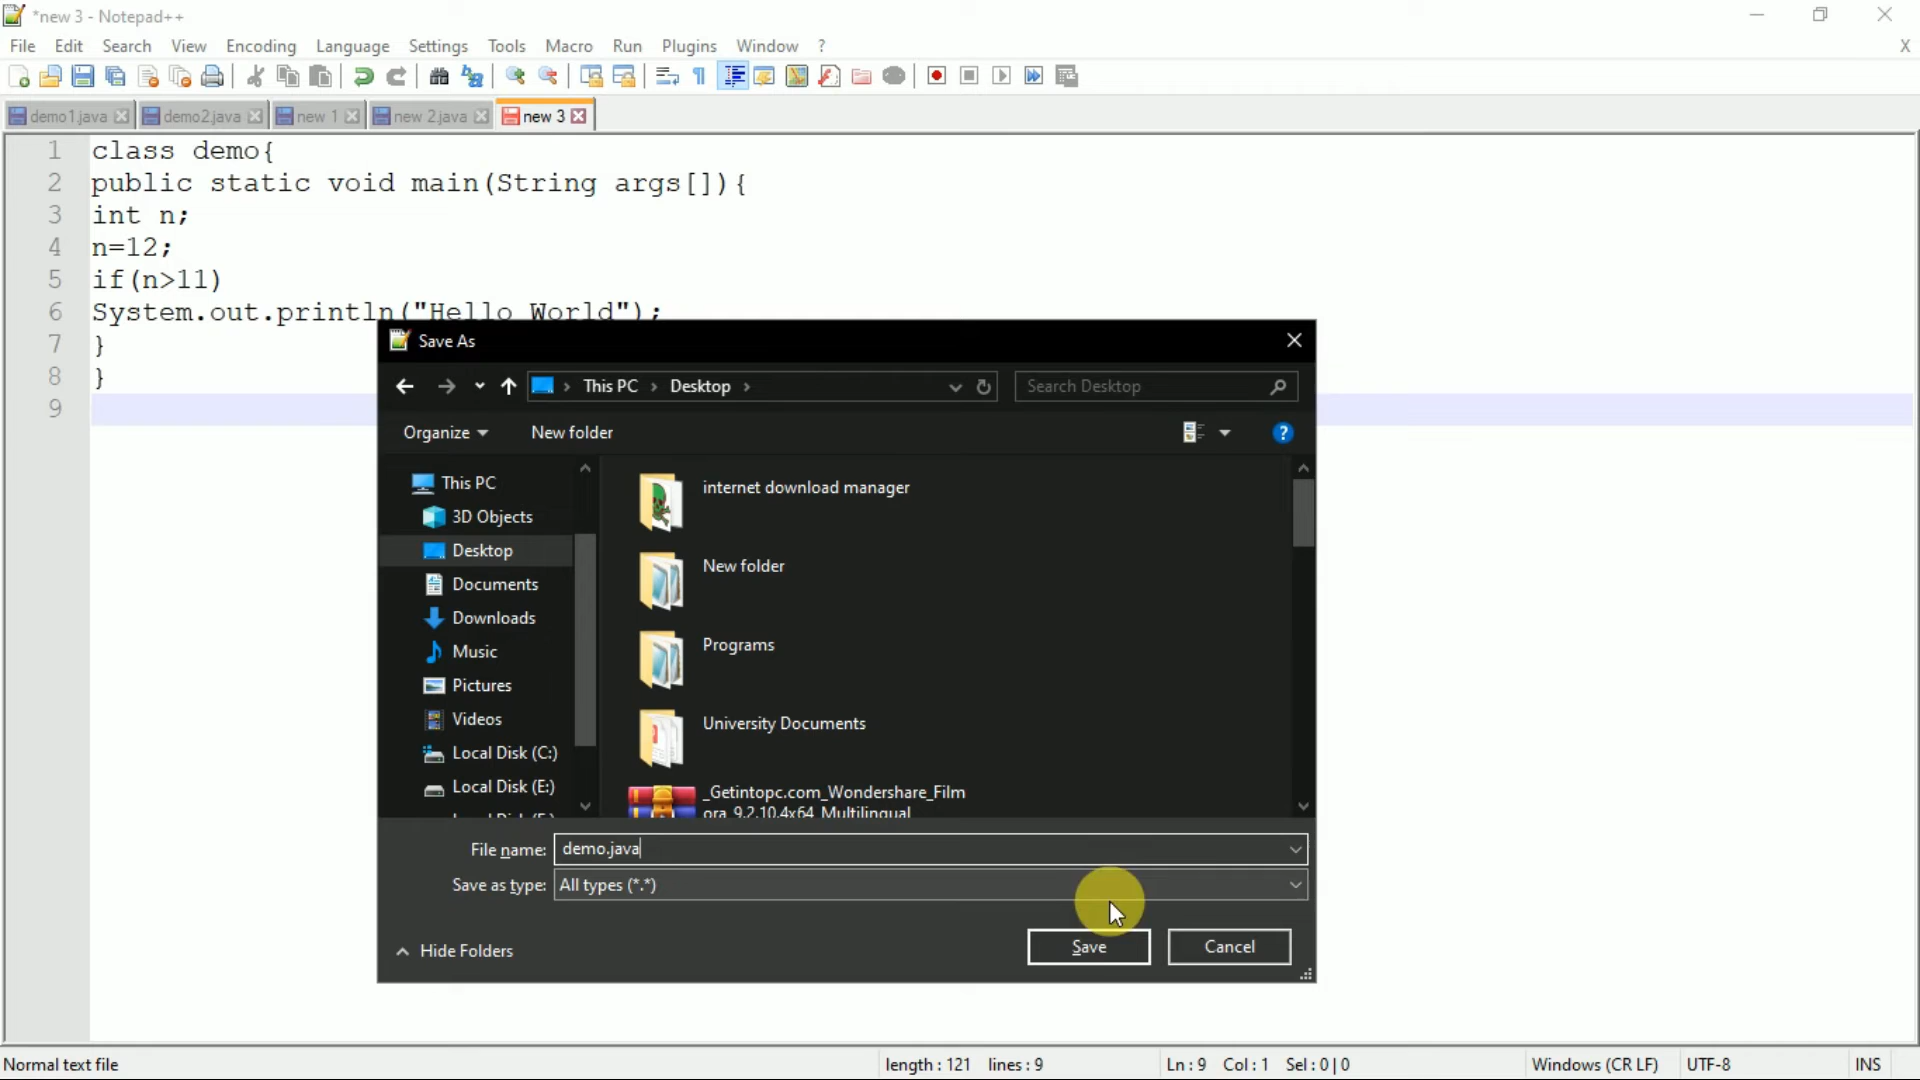 *new 3 - Notepad++
File Edit Search View Encoding Language Settings Tools Macro Run Plugins Window ? X
demo1.java demo2.java new 1 new 2.java new 3
1 class demo{
2 public static void main(String args[]){
3 int n;
4 n=12;
5 if(n>11)
6 System.out.println("Hello World");
7 }
8 }
9
Save As
This PC Desktop
Search Desktop
Organize New folder
This PC
3D Objects
Desktop
Documents
Downloads
Music
Pictures
Videos
Local Disk (C:)
Local Disk (E:)
internet download manager
New folder
Programs
University Documents
_Getintopc.com_Wondershare_Film
ora_9.2.10.4x64_Multilingual
File name: demo.java
Save as type: All types (*.*)
Hide Folders
Save Cancel
Normal text file length : 121 lines : 9 Ln : 9 Col : 1 Sel : 0 | 0 Windows (CR LF) UTF-8 INS